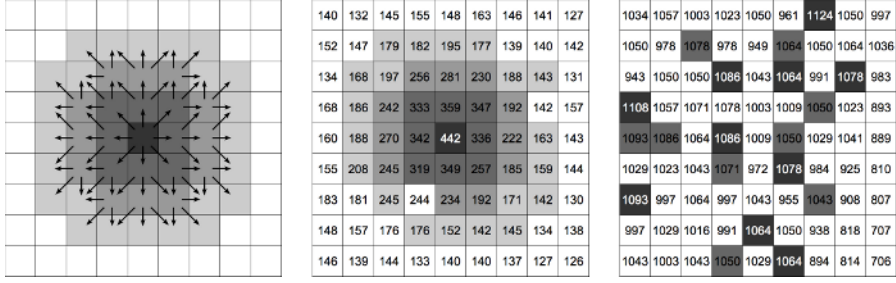 140 132 145 155 148 163 146 141 127
152 147 179 182 195 177 139 140 142
134 168 197 256 281 230 188 143 131
168 186 242 333 359 347 192 142 157
160 188 270 342 442 336 222 163 143
155 208 245 319 349 257 185 159 144
183 181 245 244 234 192 171 142 130
148 157 176 176 152 142 145 134 138
146 139 144 133 140 140 137 127 126
1034 1057 1003 1023 1050 961 1124 1050 997
1050 978 1078 978 949 1064 1050 1064 1036
943 1050 1050 1086 1043 1064 991 1078 983
1108 1057 1071 1078 1003 1009 1050 1023 893
1093 1086 1064 1086 1009 1050 1029 1041 889
1029 1023 1043 1071 972 1078 984 925 810
1093 997 1064 997 1043 955 1043 908 807
997 1029 1016 991 1064 1050 938 818 707
1043 1003 1043 1050 1029 1064 894 814 706